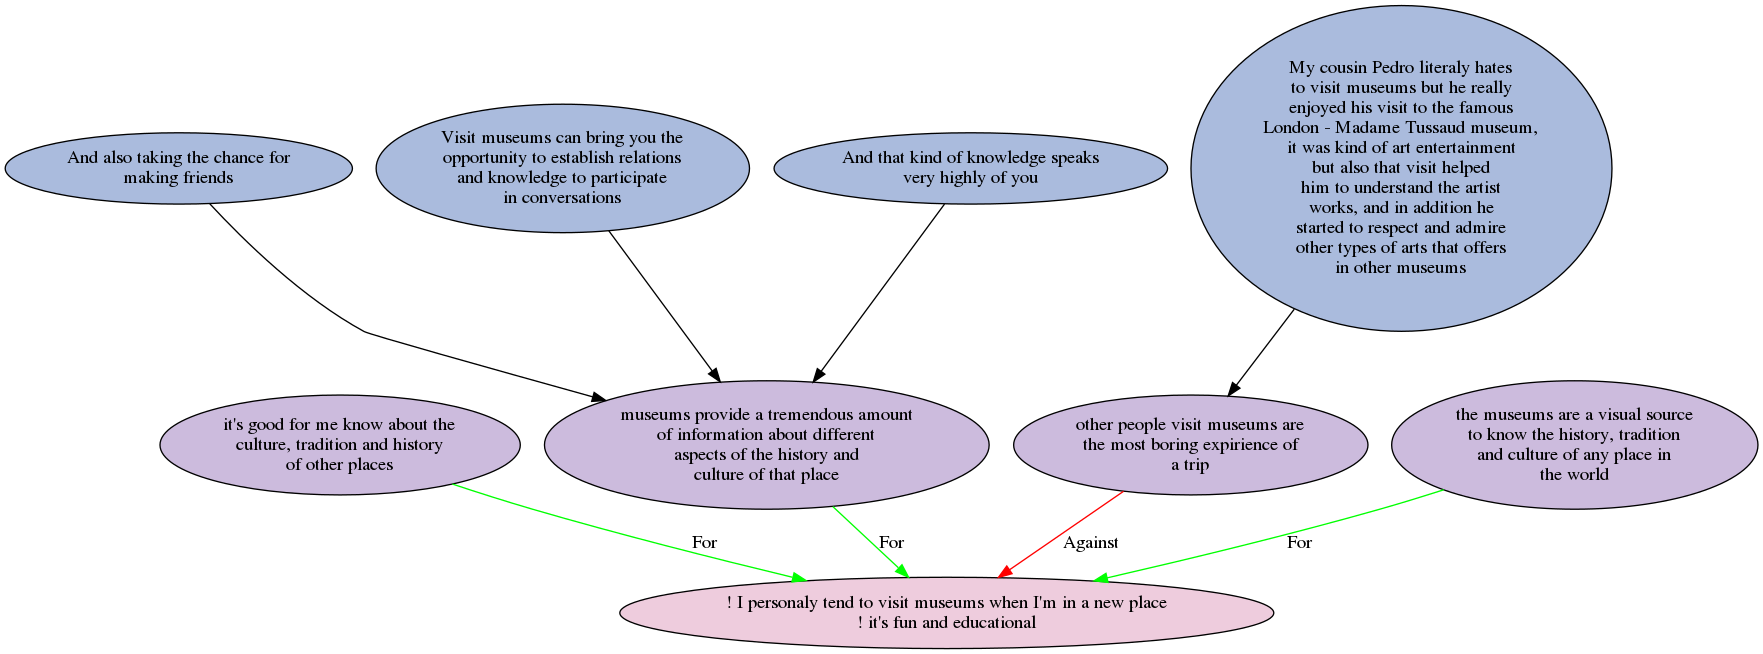 My cousin Pedro literaly hates
to visit museums but he really
enjoyed his visit to the famous
London - Madame Tussaud museum,
it was kind of art entertainment
but also that visit helped
him to understand the artist
works, and in addition he
started to respect and admire
other types of arts that offers
in other museums
And also taking the chance for
making friends
Visit museums can bring you the
opportunity to establish relations
and knowledge to participate
in conversations
And that kind of knowledge speaks
very highly of you
it's good for me know about the
culture, tradition and history
of other places
museums provide a tremendous amount
of information about different
aspects of the history and
culture of that place
other people visit museums are
the most boring expirience of
a trip
the museums are a visual source
to know the history, tradition
and culture of any place in
the world
For
For
Against
For
! I personaly tend to visit museums when I'm in a new place
! it's fun and educational